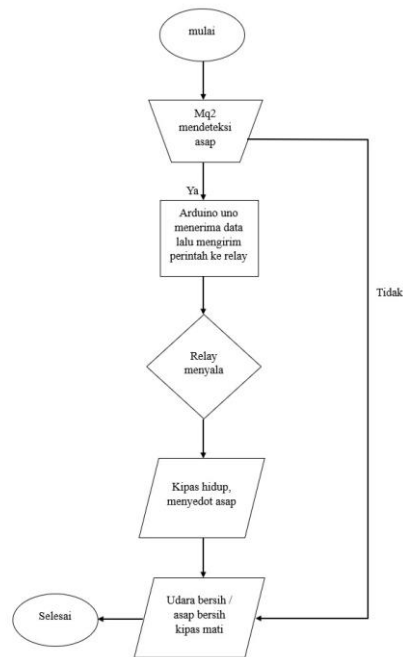 mulai
Mq2
mendeteksi
asap
Ya
Arduino uno
menerima data
lalu mengirim
perintah ke relay
Tidak
Relay
menyala
Kipas hidup,
menyedot asap
Udara bersih /
asap bersih
kipas mati
Selesai